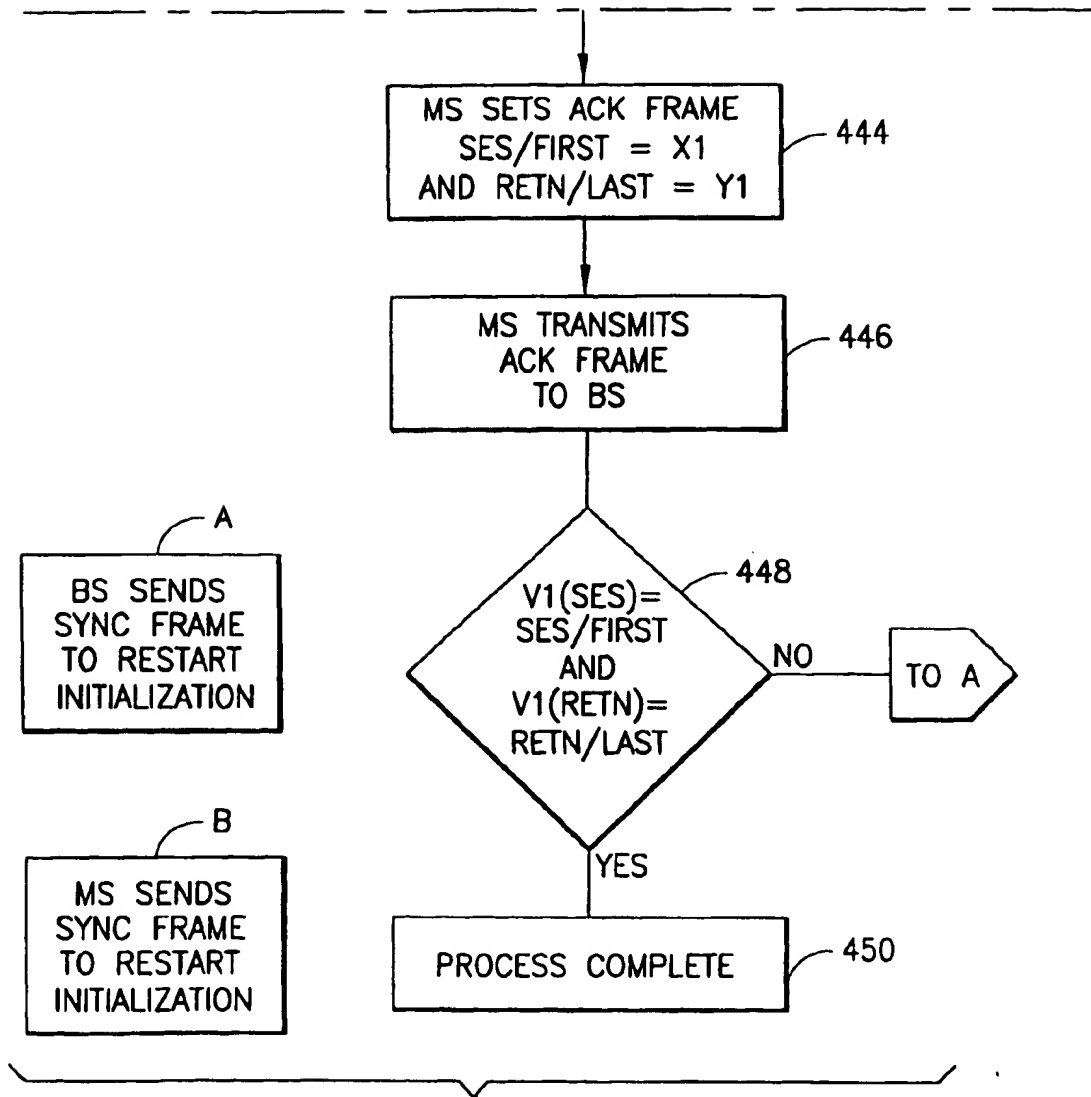 MS SETS ACK FRAME
SES/FIRST = X1
AND RETN/LAST = Y1
444
MS TRANSMITS
ACK FRAME
TO BS
446
A
BS SENDS
SYNC FRAME
TO RESTART
INITIALIZATION
V1(SES)=
SES/FIRST
AND
V1(RETN)=
RETN/LAST
448
NO
TO A
YES
B
MS SENDS
SYNC FRAME
TO RESTART
INITIALIZATION
PROCESS COMPLETE
450